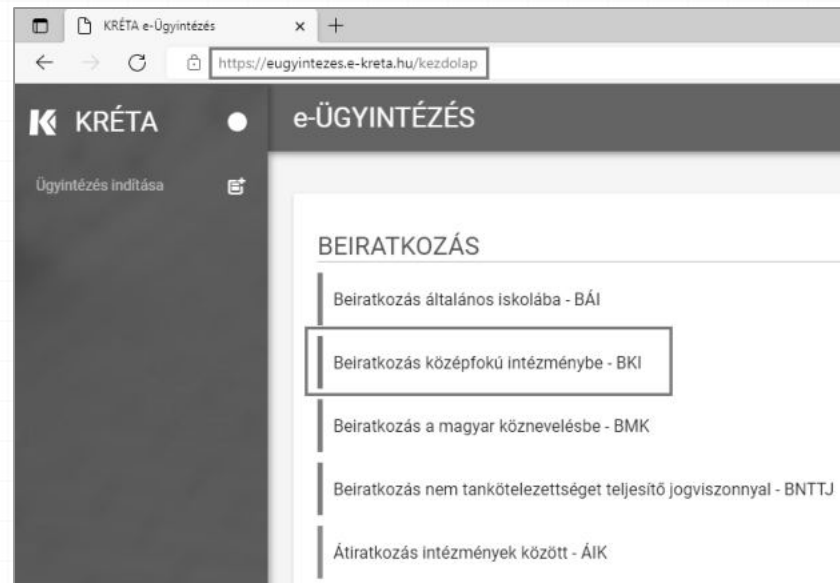 KRÉTA e-Ügyintézés
https://eugyintezes.e-kreta.hu/kezdolap
KRÉTA
e-ÜGYINTÉZÉS
Ügyintézés indítása
BEIRATKOZÁS
Beiratkozás általános iskolába - BÁI
Beiratkozás középfokú intézménybe - BKI
Beiratkozás a magyar köznevelésbe - BMK
Beiratkozás nem tankötelezettséget teljesítő jogviszonnyal - BNTTJ
Átiratkozás intézmények között - ÁIK